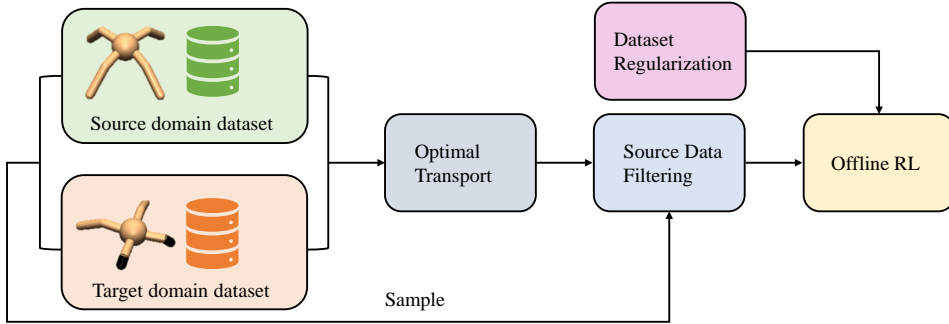 Source domain dataset
Target domain dataset
Optimal
Transport
Dataset
Regularization
Source Data
Filtering
Offline RL
Sample